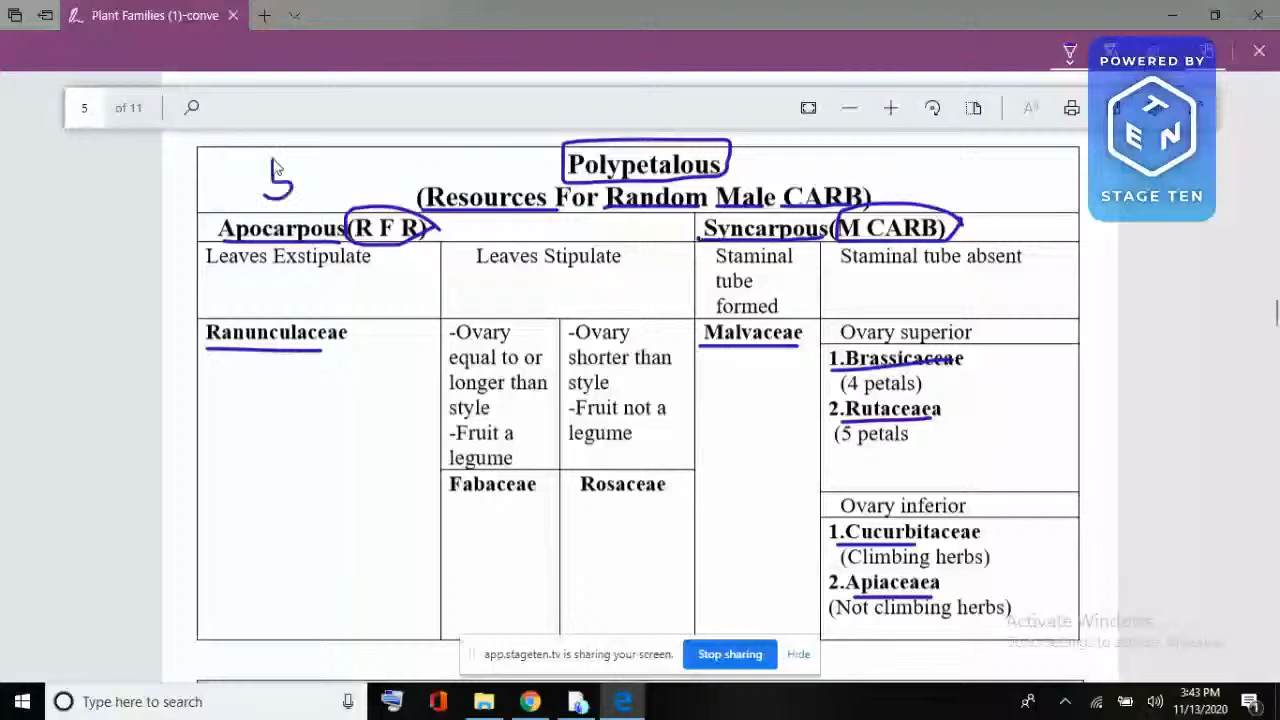 Plant Families (1)-conve
POWERED BY
TEN
STAGE TEN
5 of 11
5
Polypetalous
(Resources For Random Male CARB)
Apocarpous(R F R)
Syncarpous(M CARB)
Leaves Exstipulate
Leaves Stipulate
Staminal
tube
formed
Staminal tube absent
Ranunculaceae
-Ovary
equal to or
longer than
style
-Fruit a
legume
-Ovary
shorter than
style
-Fruit not a
legume
Malvaceae
Ovary superior
1.Brassicaceae
(4 petals)
2.Rutaceaea
(5 petals
Fabaceae
Rosaceae
Ovary inferior
1.Cucurbitaceae
(Climbing herbs)
2.Apiaceaea
(Not climbing herbs)
Activate Windows
app.stageten.tv is sharing your screen.
Stop sharing
Hide
Type here to search
3:43 PM
11/13/2020